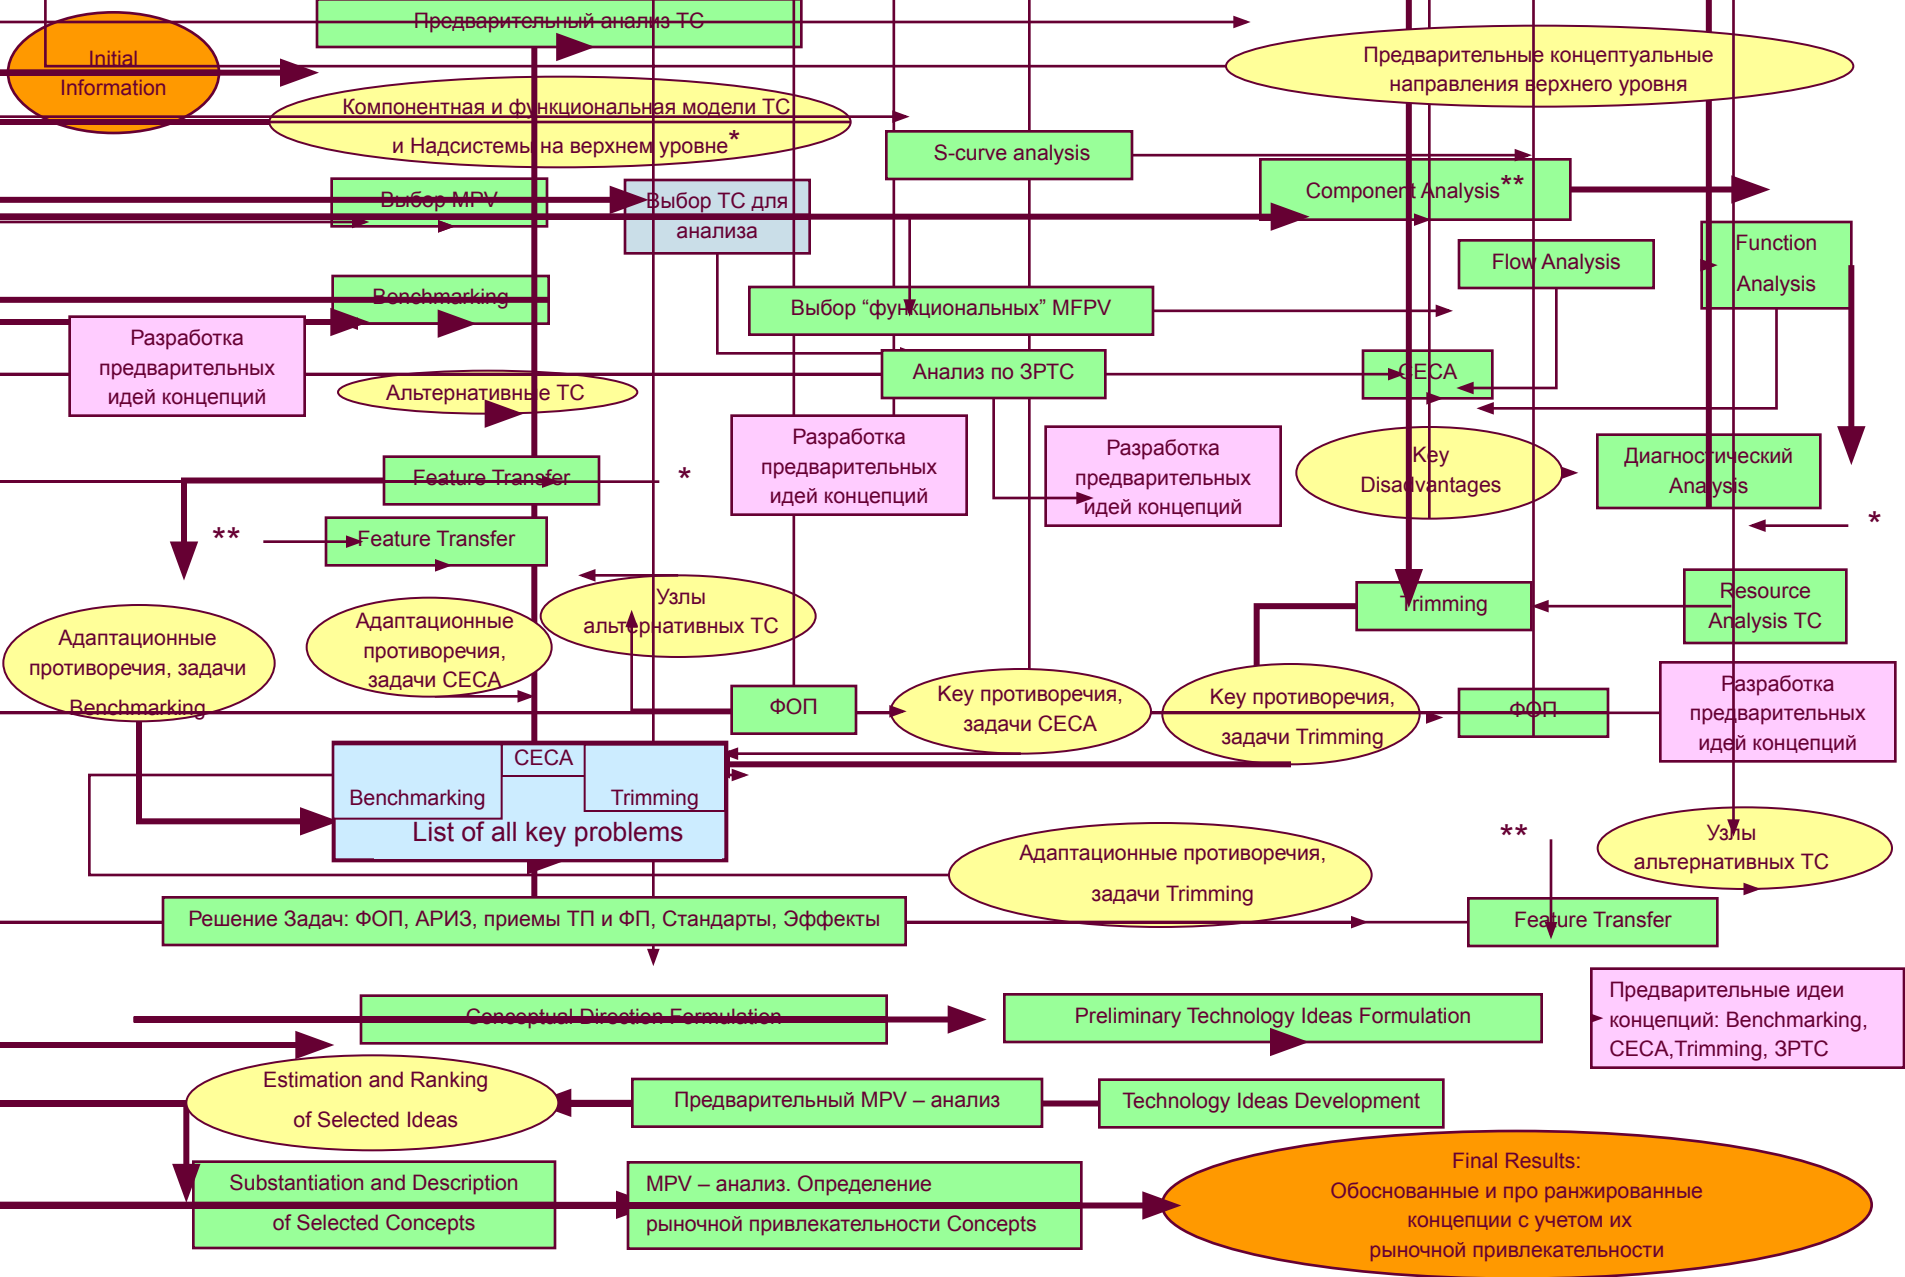 Предварительный анализ ТС
Initial
Information
Предварительные концептуальные
направления верхнего уровня
Компонентная и функциональная модели ТС
и Надсистемы на верхнем уровне*
S-curve analysis
Component Analysis**
Выбор MPV
Выбор ТС для
анализа
Function
Analysis
Flow Analysis
Benchmarking
Выбор “функциональных” MFPV
Разработка
предварительных
идей концепций
Анализ по ЗРТС
CECA
Альтернативные ТС
Разработка
предварительных
идей концепций
Разработка
предварительных
идей концепций
Key
Disadvantages
Диагностический
Analysis
Feature Transfer
*
**
Feature Transfer
*
Узлы
альтернативных ТС
Trimming
Resource
Analysis ТС
Адаптационные
противоречия, задачи
Benchmarking
Адаптационные
противоречия,
задачи CECA
ФОП
Key противоречия,
задачи CECA
Key противоречия,
задачи Trimming
ФОП
Разработка
предварительных
идей концепций
CECA
Benchmarking
Trimming
List of all key problems
Адаптационные противоречия,
задачи Trimming
**
Узлы
альтернативных ТС
Решение Задач: ФОП, АРИЗ, приемы ТП и ФП, Стандарты, Эффекты
Feature Transfer
Conceptual Direction Formulation
Preliminary Technology Ideas Formulation
Предварительные идеи
концепций: Benchmarking,
CECA,Trimming, ЗРТС
Estimation and Ranking
of Selected Ideas
Предварительный MPV – анализ
Technology Ideas Development
Substantiation and Description
of Selected Concepts
MPV – анализ. Определение
рыночной привлекательности Concepts
Final Results:
Обоснованные и про ранжированные
концепции с учетом их
рыночной привлекательности